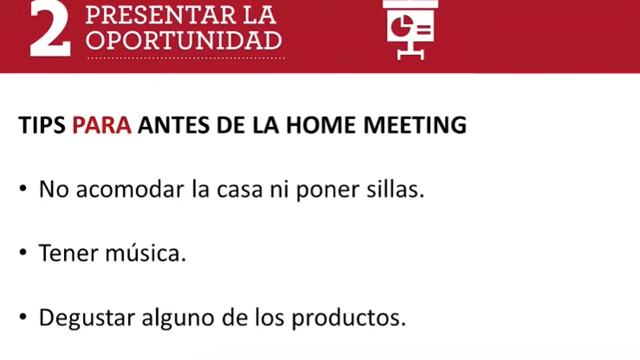 2 PRESENTAR LA
OPORTUNIDAD
TIPS PARA ANTES DE LA HOME MEETING
• No acomodar la casa ni poner sillas.
• Tener música.
• Degustar alguno de los productos.